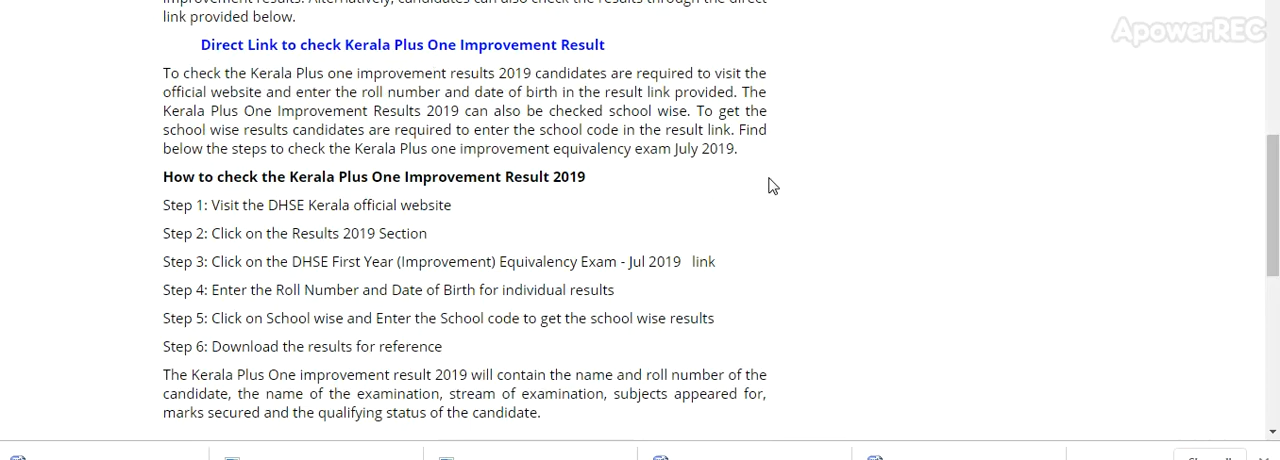 link provided below.
ApowerREC
Direct Link to check Kerala Plus One Improvement Result
To check the Kerala Plus one improvement results 2019 candidates are required to visit the
official website and enter the roll number and date of birth in the result link provided. The
Kerala Plus One Improvement Results 2019 can also be checked school wise. To get the
school wise results candidates are required to enter the school code in the result link. Find
below the steps to check the Kerala Plus one improvement equivalency exam July 2019.
How to check the Kerala Plus One Improvement Result 2019
Step 1: Visit the DHSE Kerala official website
Step 2: Click on the Results 2019 Section
Step 3: Click on the DHSE First Year (Improvement) Equivalency Exam - Jul 2019 link
Step 4: Enter the Roll Number and Date of Birth for individual results
Step 5: Click on School wise and Enter the School code to get the school wise results
Step 6: Download the results for reference
The Kerala Plus One improvement result 2019 will contain the name and roll number of the
candidate, the name of the examination, stream of examination, subjects appeared for,
marks secured and the qualifying status of the candidate.